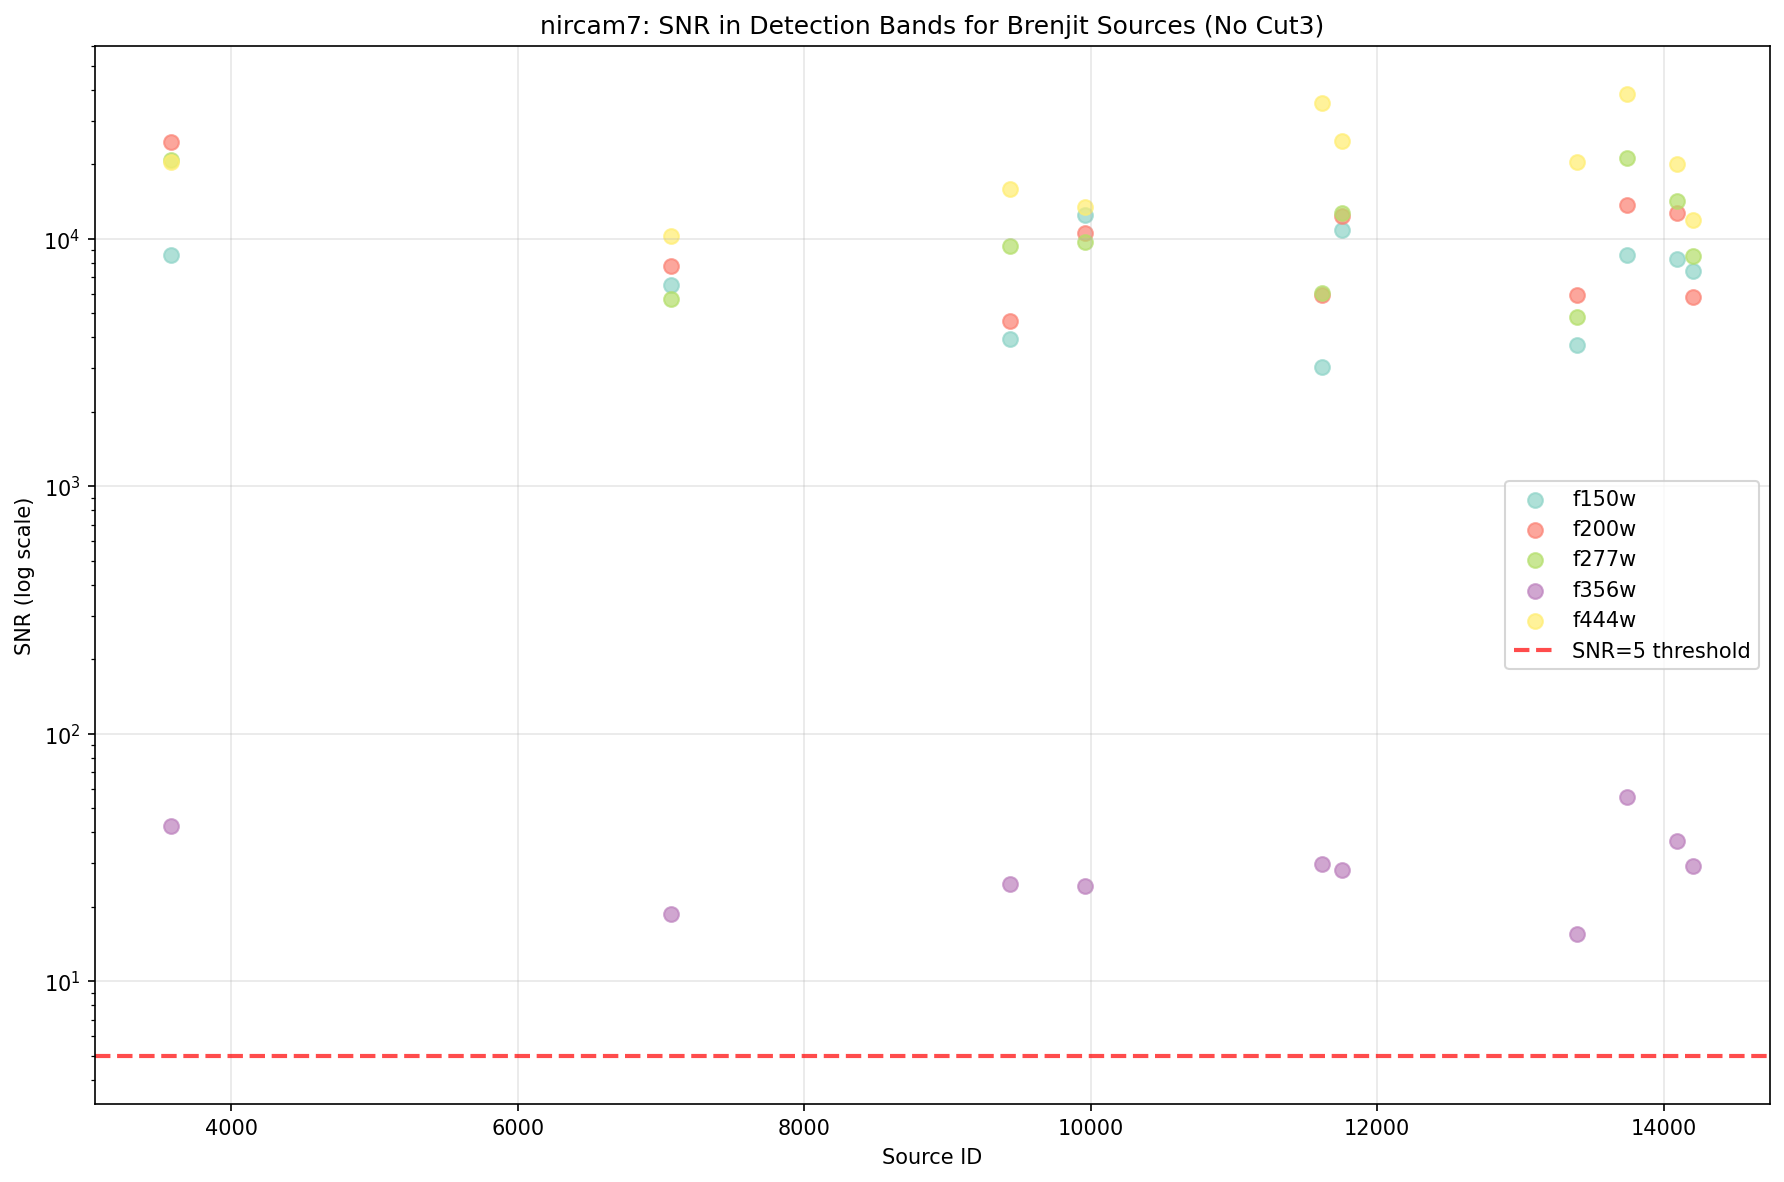 nircam7: SNR in Detection Bands for Brenjit Sources (No Cut3)
SNR (log scale)
10⁴
10³
10²
10¹
f150w
f200w
f277w
f356w
f444w
SNR=5 threshold
4000 6000 8000 10000 12000 14000
Source ID